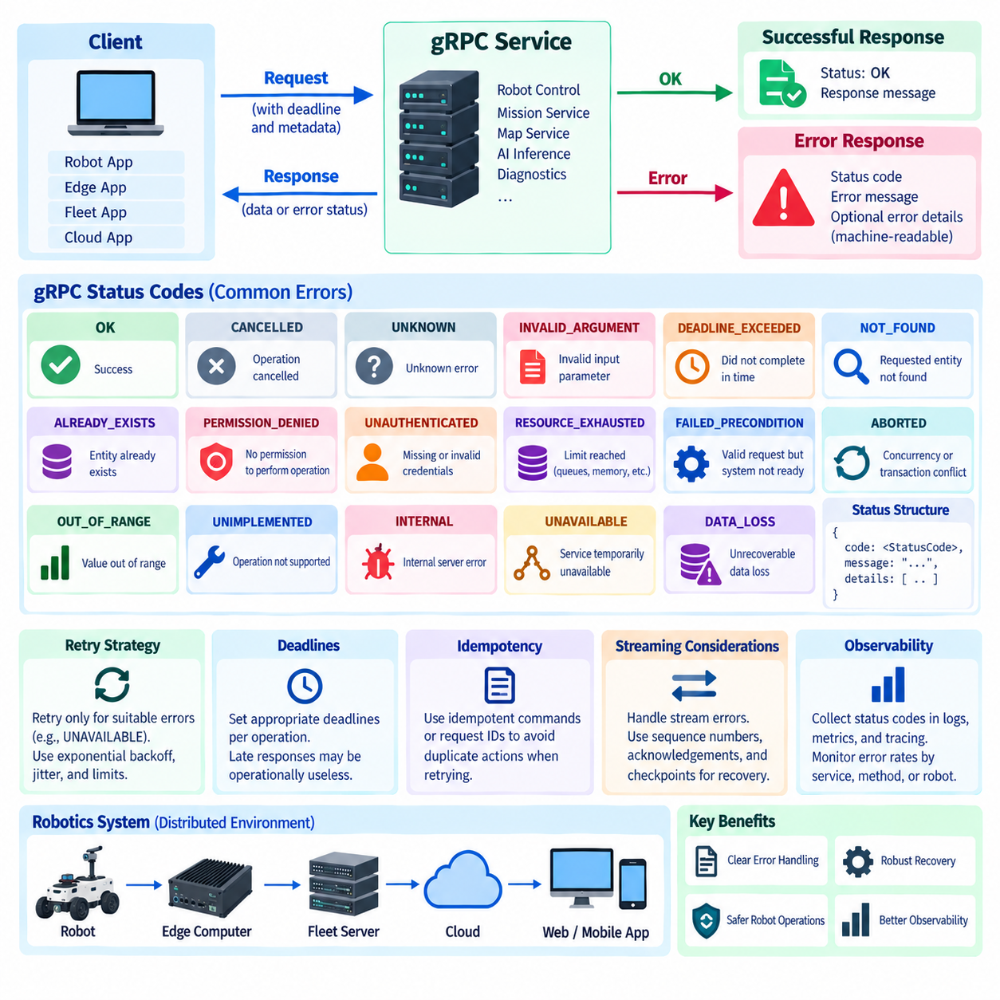 Client
Robot App
Edge App
Fleet App
Cloud App
Request
(with deadline
and metadata)
Response
(data or error status)
gRPC Service
Robot Control
Mission Service
Map Service
AI Inference
Diagnostics
...
OK
Error
Successful Response
Status: OK
Response message
Error Response
Status code
Error message
Optional error details
(machine-readable)
gRPC Status Codes (Common Errors)
OK
Success
CANCELLED
Operation
cancelled
UNKNOWN
?
Unknown error
INVALID_ARGUMENT
Invalid input
parameter
DEADLINE_EXCEEDED
Did not complete
in time
NOT_FOUND
Requested entity
not found
ALREADY_EXISTS
Entity already
exists
PERMISSION_DENIED
No permission
to perform operation
UNAUTHENTICATED
Missing or invalid
credentials
RESOURCE_EXHAUSTED
Limit reached
(queues, memory, etc.)
FAILED_PRECONDITION
Valid request but
system not ready
ABORTED
Concurrency or
transaction conflict
OUT_OF_RANGE
Value out of range
UNIMPLEMENTED
Operation not supported
INTERNAL
Internal server error
UNAVAILABLE
Service temporarily
unavailable
DATA_LOSS
Unrecoverable
data loss
Status Structure
{
code: <StatusCode>,
message: "...",
details: [ .. ]
}
Retry Strategy
Retry only for suitable errors
(e.g., UNAVAILABLE).
Use exponential backoff,
jitter, and limits.
Deadlines
Set appropriate deadlines
per operation.
Late responses may be
operationally useless.
Idempotency
Use idempotent commands
or request IDs to avoid
duplicate actions when
retrying.
Streaming Considerations
Handle stream errors.
Use sequence numbers,
acknowledgements, and
checkpoints for recovery.
Observability
Collect status codes in logs,
metrics, and tracing.
Monitor error rates by
service, method, or robot.
Robotics System (Distributed Environment)
Robot
Edge Computer
Fleet Server
Cloud
Web / Mobile App
Key Benefits
Clear Error Handling
Robust Recovery
Safer Robot Operations
Better Observability